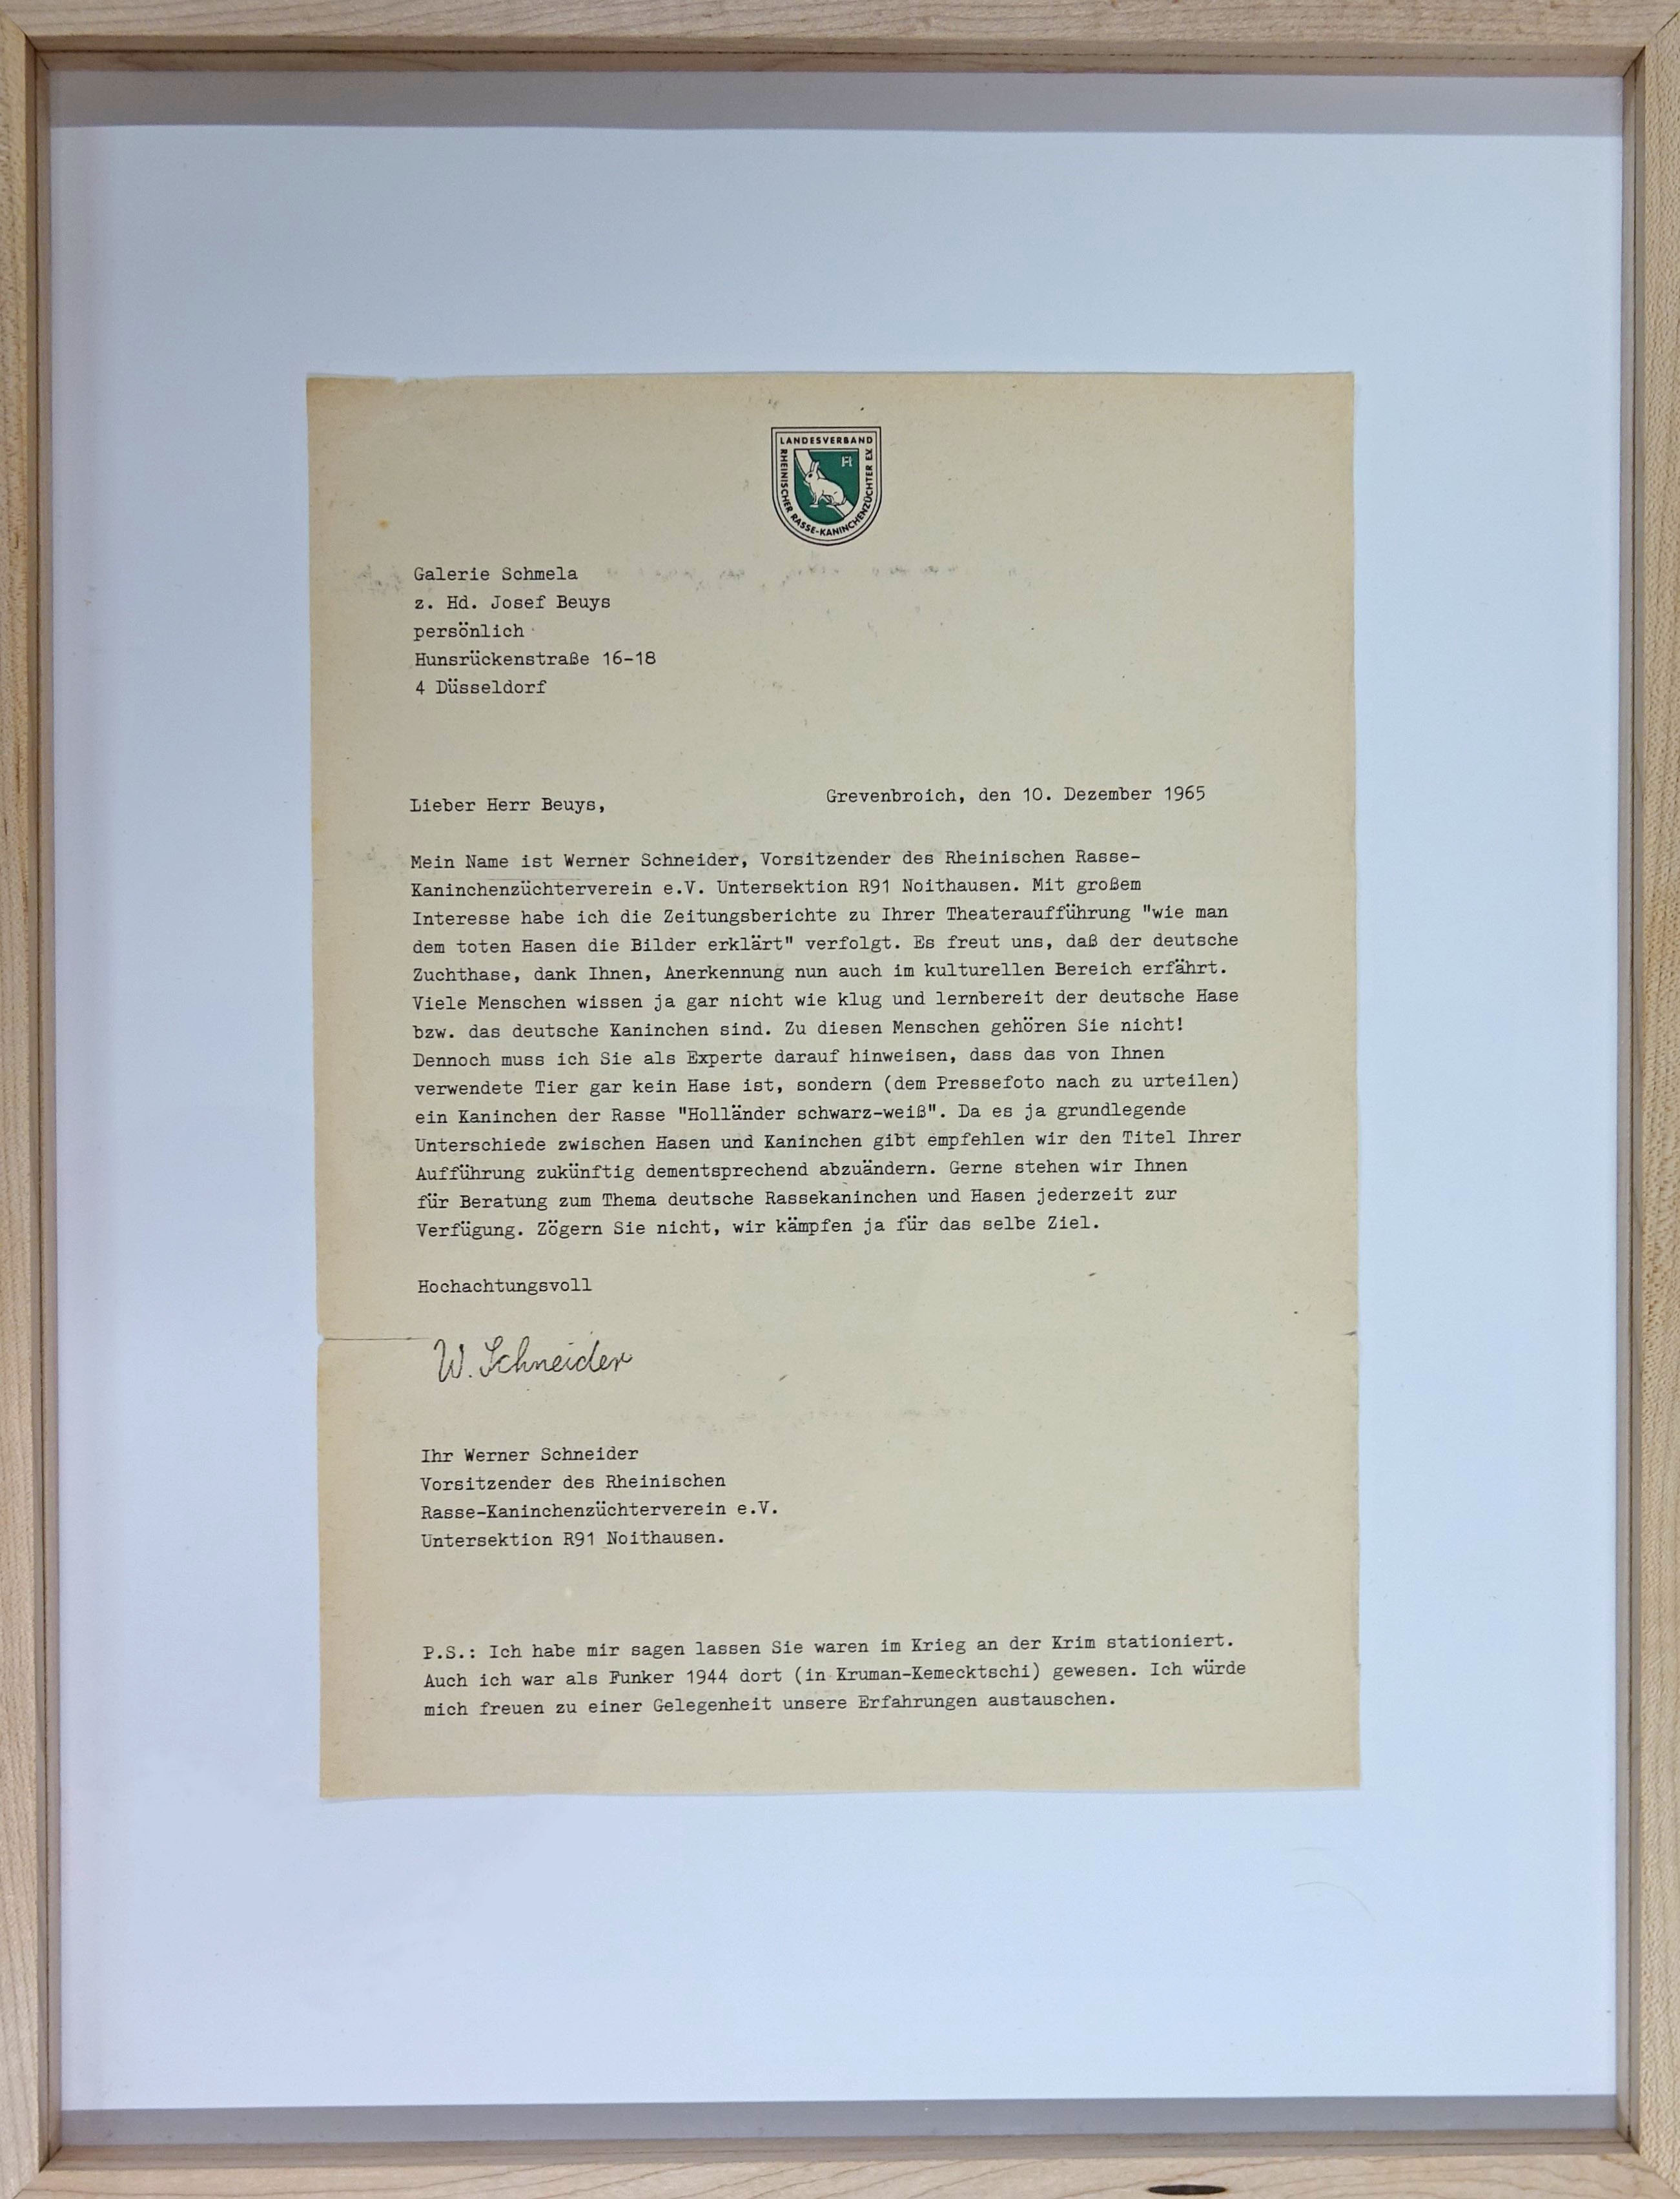 LANDESVERBAND
RHEINISCHER RASSE-KANINCHENZÜCHTER E.V.
Galerie Schmela
z. Hd. Josef Beuys
persönlich
Hunsrückenstraße 16-18
4 Düsseldorf
Grevenbroich, den 10. Dezember 1965
Lieber Herr Beuys,
Mein Name ist Werner Schneider, Vorsitzender des Rheinischen Rasse-
Kaninchenzüchterverein e.V. Untersektion R91 Noithausen. Mit großem
Interesse habe ich die Zeitungsberichte zu Ihrer Theateraufführung "wie man
dem toten Hasen die Bilder erklärt" verfolgt. Es freut uns, daß der deutsche
Zuchthase, dank Ihnen, Anerkennung nun auch im kulturellen Bereich erfährt.
Viele Menschen wissen ja gar nicht wie klug und lernbereit der deutsche Hase
bzw. das deutsche Kaninchen sind. Zu diesen Menschen gehören Sie nicht!
Dennoch muss ich Sie als Experte darauf hinweisen, dass das von Ihnen
verwendete Tier gar kein Hase ist, sondern (dem Pressefoto nach zu urteilen)
ein Kaninchen der Rasse "Holländer schwarz-weiß". Da es ja grundlegende
Unterschiede zwischen Hasen und Kaninchen gibt empfehlen wir den Titel Ihrer
Aufführung zukünftig dementsprechend abzuändern. Gerne stehen wir Ihnen
für Beratung zum Thema deutsche Rassekaninchen und Hasen jederzeit zur
Verfügung. Zögern Sie nicht, wir kämpfen ja für das selbe Ziel.
Hochachtungsvoll
W. Schneider
Ihr Werner Schneider
Vorsitzender des Rheinischen
Rasse-Kaninchenzüchterverein e.V.
Untersektion R91 Noithausen.
P.S.: Ich habe mir sagen lassen Sie waren im Krieg an der Krim stationiert.
Auch ich war als Funker 1944 dort (in Kruman-Kemecktschi) gewesen. Ich würde
mich freuen zu einer Gelegenheit unsere Erfahrungen austauschen.